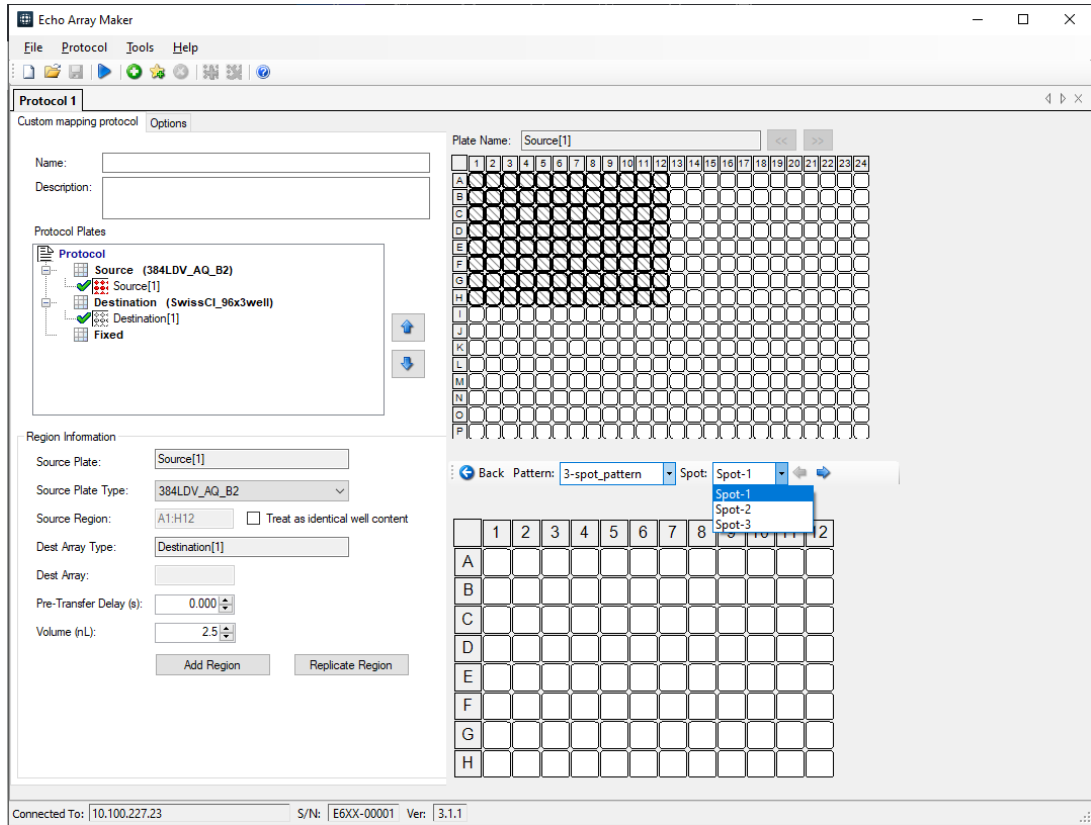 Echo Array Maker
File Protocol Tools Help
Protocol 1
Custom mapping protocol Options
Name:
Description:
Protocol Plates
Protocol
Source (384LDV_AQ_B2)
Source[1]
Destination (SwissCI_96x3well)
Destination[1]
Fixed
Region Information
Source Plate: Source[1]
Source Plate Type: 384LDV_AQ_B2
Source Region: A1:H12 Treat as identical well content
Dest Array Type: Destination[1]
Dest Array:
Pre-Transfer Delay (s): 0.000
Volume (nL): 2.5
Add Region Replicate Region
Plate Name: Source[1] << >>
1 2 3 4 5 6 7 8 9 10 11 12 13 14 15 16 17 18 19 20 21 22 23 24
A
B
C
D
E
F
G
H
I
J
K
L
M
N
O
P
Back Pattern: 3-spot_pattern Spot: Spot-1
Spot-1
Spot-2
Spot-3
1 2 3 4 5 6 7 8 9 10 11 12
A
B
C
D
E
F
G
H
Connected To: 10.100.227.23 S/N: E6XX-00001 Ver: 3.1.1